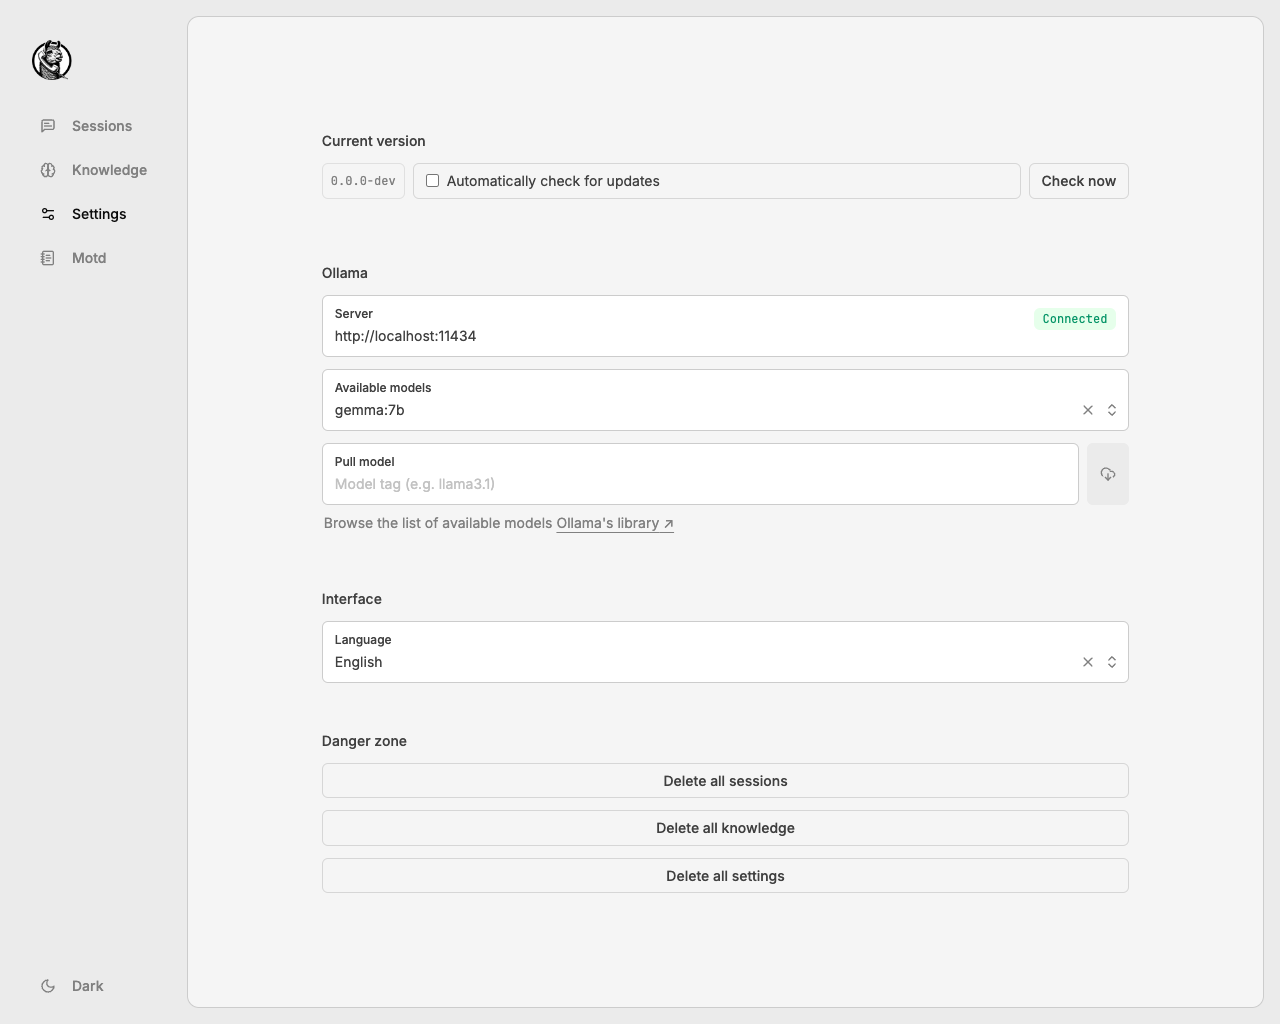 Sessions
Knowledge
Settings
Motd
Dark
Current version
0.0.0-dev
Automatically check for updates
Check now
Ollama
Server
http://localhost:11434
Connected
Available models
gemma:7b
Pull model
Model tag (e.g. llama3.1)
Browse the list of available models Ollama's library ↗
Interface
Language
English
Danger zone
Delete all sessions
Delete all knowledge
Delete all settings